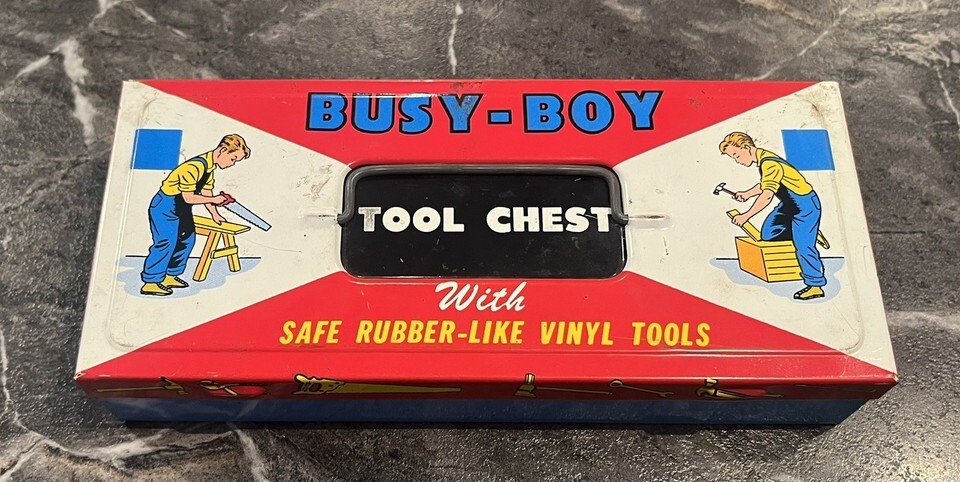 BUSY-BOY
TOOL CHEST
With
SAFE RUBBER-LIKE VINYL TOOLS